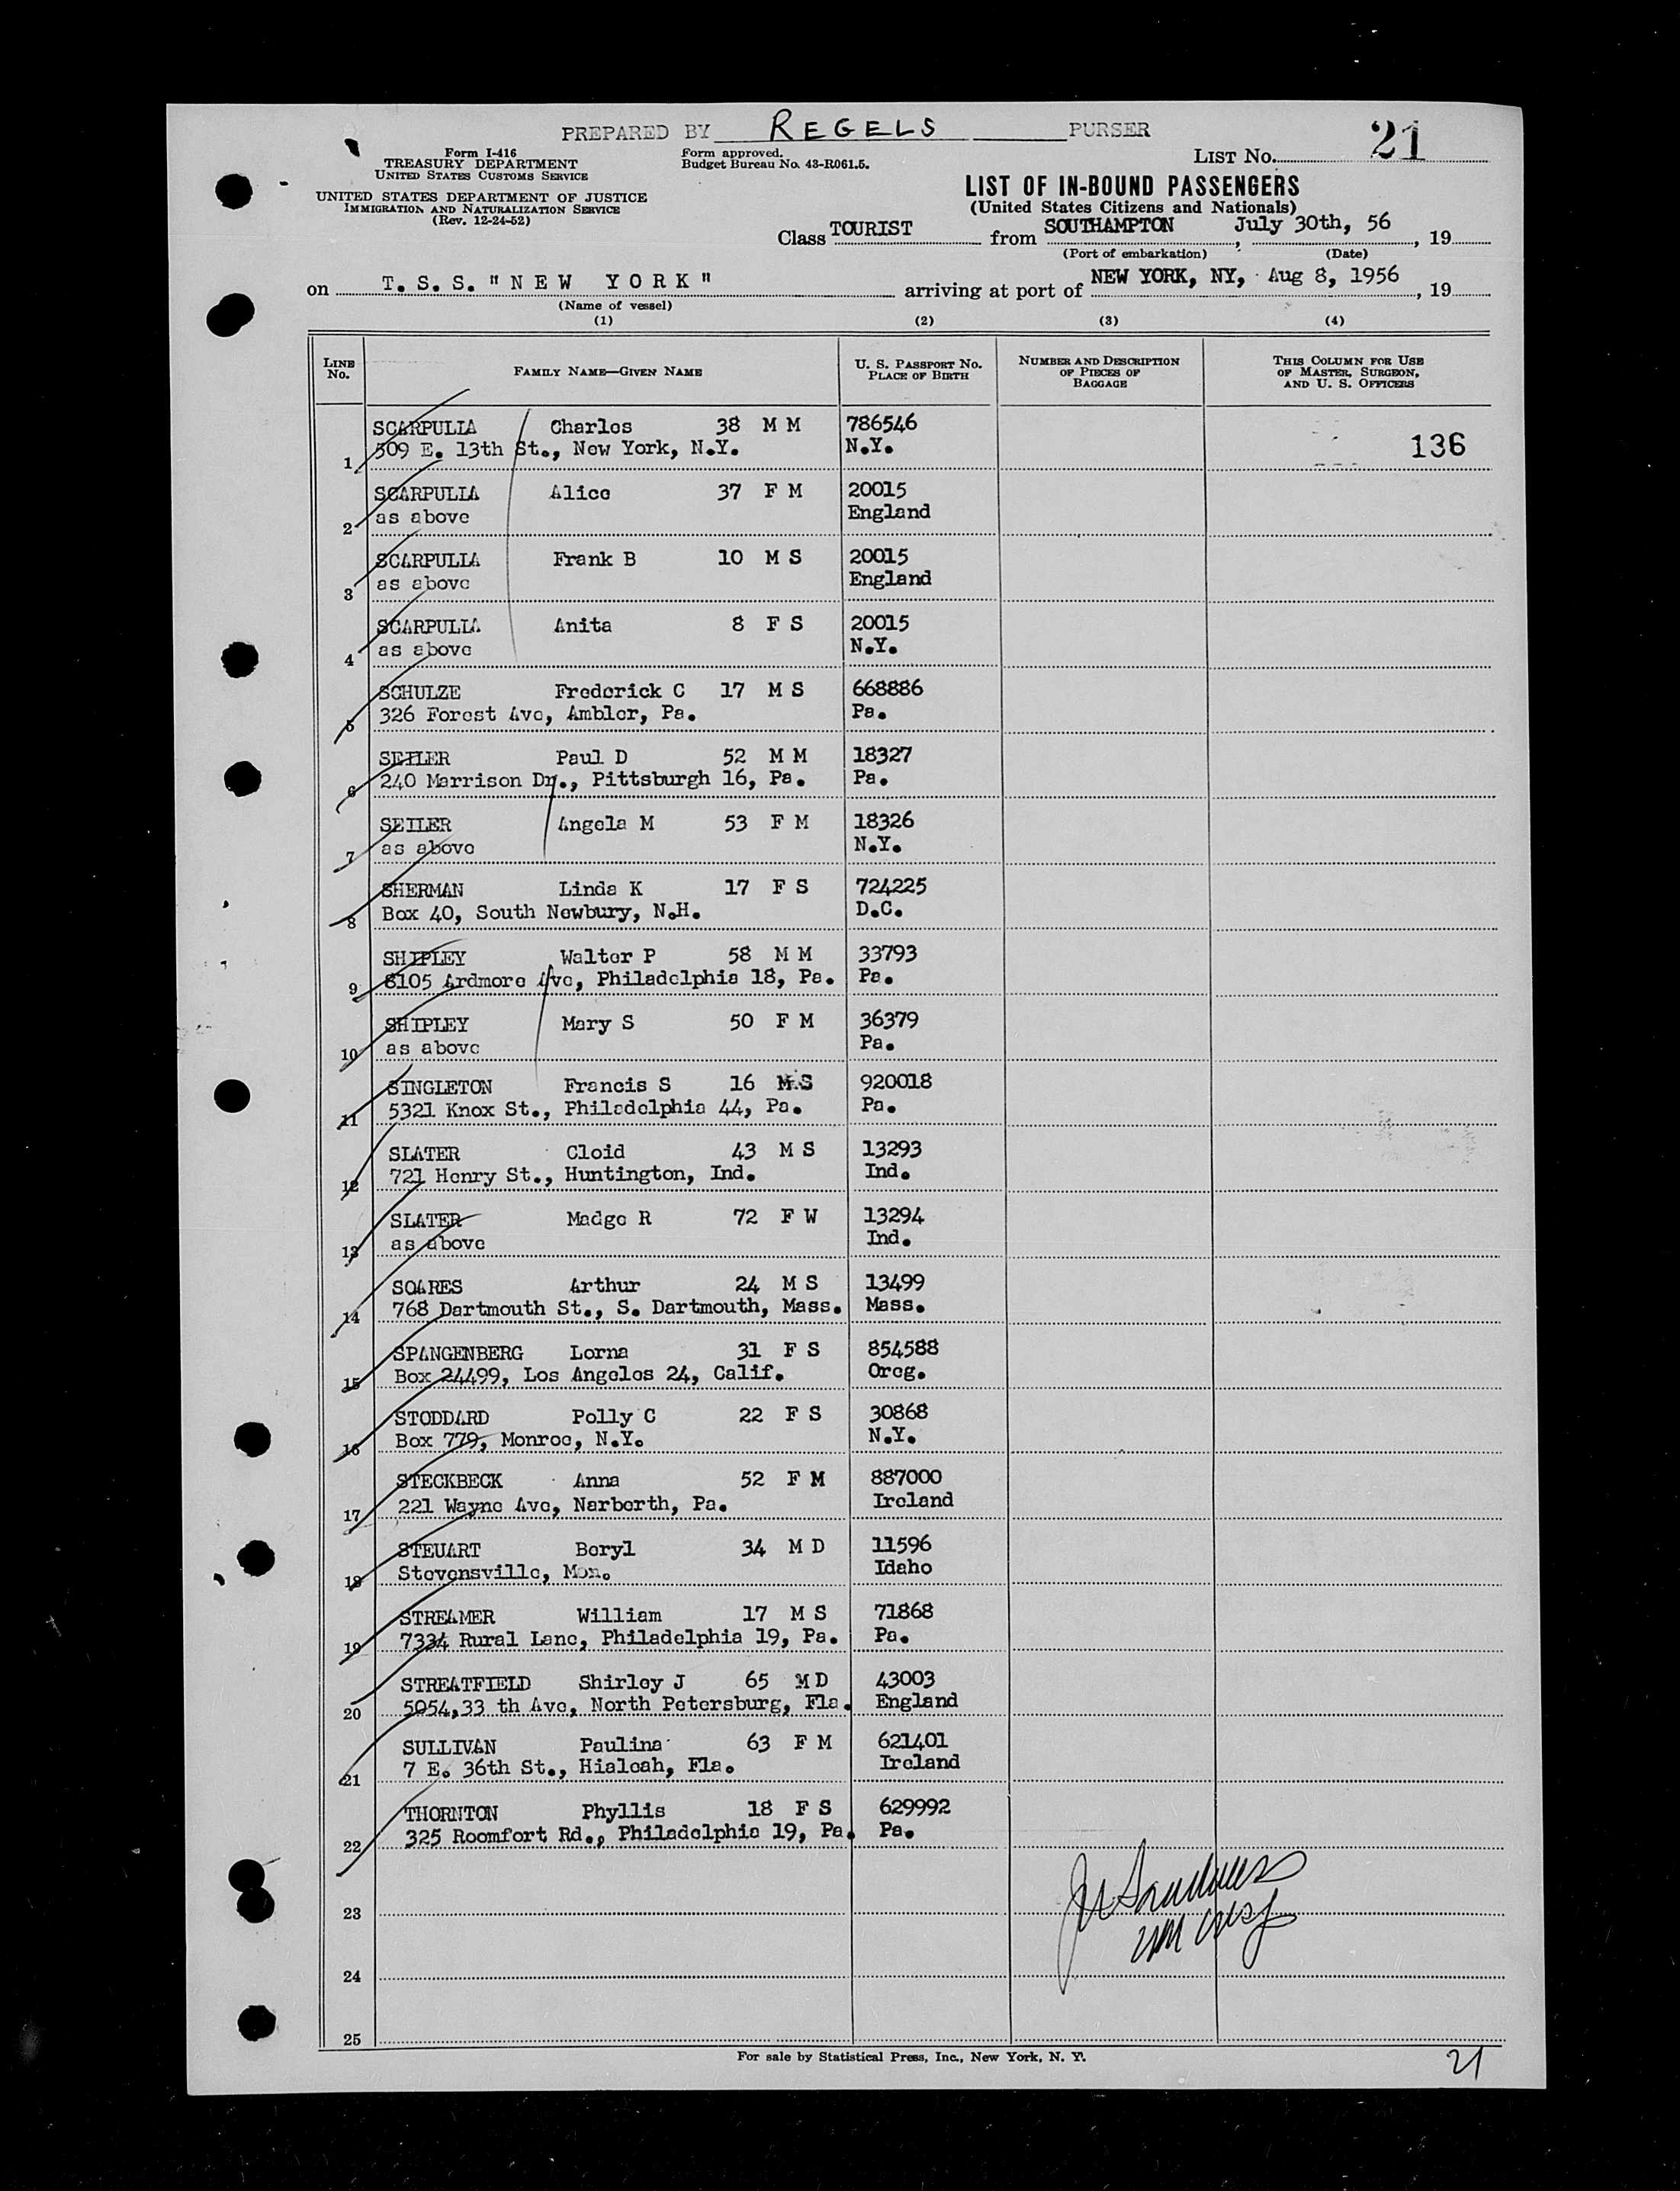 PREPARED BY REGELS PURSER
21
Form I-416
TREASURY DEPARTMENT
UNITED STATES CUSTOMS SERVICE
Form approved.
Budget Bureau No. 43-R061.5.
LIST No.
UNITED STATES DEPARTMENT OF JUSTICE
IMMIGRATION AND NATURALIZATION SERVICE
(Rev. 12-24-52)
LIST OF IN-BOUND PASSENGERS
(United States Citizens and Nationals)
Class TOURIST from SOUTHAMPTON, July 30th, 56, 19
(Port of embarkation) (Date)
on T. S. S. "NEW YORK" arriving at port of NEW YORK, NY, Aug 8, 1956, 19
(Name of vessel)
(1) (2) (3) (4)
LINE No.
FAMILY NAME—GIVEN NAME
U. S. PASSPORT NO.
PLACE OF BIRTH
NUMBER AND DESCRIPTION
OF PIECES OF
BAGGAGE
THIS COLUMN FOR USE
OF MASTER, SURGEON,
AND U. S. OFFICERS
SCARPULLA Charles 38 M M 786546
1 509 E. 13th St., New York, N.Y. N.Y. 136
SCARPULLA Alice 37 F M 20015
2 as above England
SCARPULLA Frank B 10 M S 20015
3 as above England
SCARPULLA Anita 8 F S 20015
4 as above N.Y.
SCHULZE Frederick C 17 M S 668886
5 326 Forest Ave, Ambler, Pa. Pa.
SEILER Paul D 52 M M 18327
6 240 Marrison Dr., Pittsburgh 16, Pa. Pa.
SEILER Angela M 53 F M 18326
7 as above N.Y.
SHERMAN Linda K 17 F S 724225
8 Box 40, South Newbury, N.H. D.C.
SHIPLEY Walter P 58 M M 33793
9 8105 Ardmore Ave, Philadelphia 18, Pa. Pa.
SHIPLEY Mary S 50 F M 36379
10 as above Pa.
SINGLETON Francis S 16 M S 920018
11 5321 Knox St., Philadelphia 44, Pa. Pa.
SLATER Cloid 43 M S 13293
12 721 Henry St., Huntington, Ind. Ind.
SLATER Madge R 72 F W 13294
13 as above Ind.
SOARES Arthur 24 M S 13499
14 768 Dartmouth St., S. Dartmouth, Mass. Mass.
SPANGENBERG Lorna 31 F S 854588
15 Box 24499, Los Angeles 24, Calif. Oreg.
STODDARD Polly C 22 F S 30868
16 Box 779, Monroe, N.Y. N.Y.
STECKBECK Anna 52 F M 887000
17 221 Wayne Ave, Narberth, Pa. Ireland
STEUART Beryl 34 M D 11596
18 Stevensville, Mon. Idaho
STREAMER William 17 M S 71868
19 7334 Rural Lane, Philadelphia 19, Pa. Pa.
STREATFIELD Shirley J 65 M D 43003
20 5054,33 th Ave, North Petersburg, Fla. England
SULLIVAN Paulina 63 F M 621401
21 7 E. 36th St., Hialeah, Fla. Ireland
THORNTON Phyllis 18 F S 629992
22 325 Roomfort Rd., Philadelphia 19, Pa. Pa.
23
24
25
For sale by Statistical Press, Inc., New York, N. Y.
21